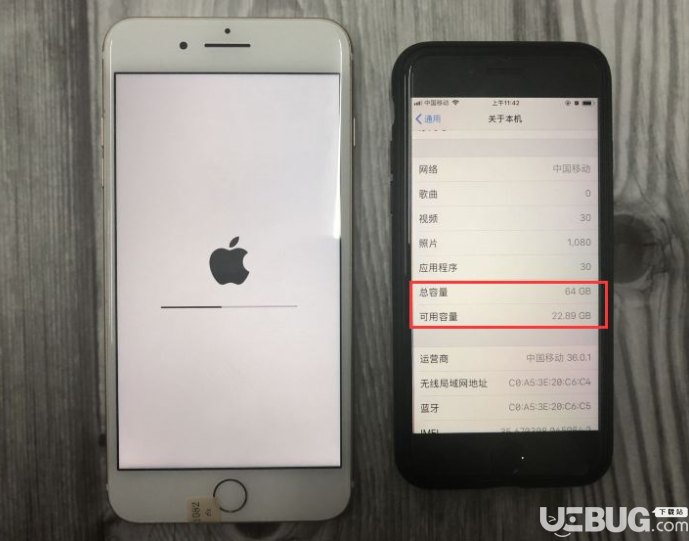 中国移动 上午11:42
通用 关于本机
网络 中国移动
歌曲 0
视频 30
照片 1,080
应用程序 30
总容量 64 GB
可用容量 22.89 GB
运营商 中国移动 36.0.1
无线局域网地址 C0:A5:3E:20:C6:C4
蓝牙 C0:A5:3E:20:C6:C5
IMEI
1982
UEBUG.com
下载站